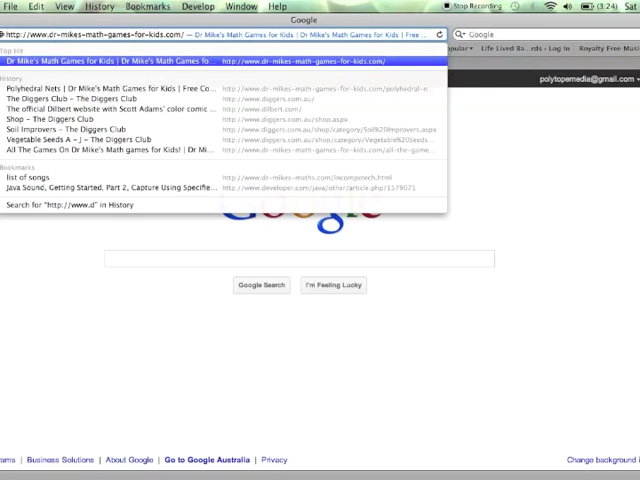 File Edit View History Bookmarks Develop Window Help Stop Recording (3:24) Sat
Google
http://www.dr-mikes-math-games-for-kids.com/ — Dr Mike's Math Games for Kids | Dr Mike's Math Games for Kids | Free ... Google
Top Hit
Dr Mike's Math Games for Kids | Dr Mike's Math Games fo... http://www.dr-mikes-math-games-for-kids.com/
pular Life Lived Ba...rds › Log In Royalty Free Musi
History
polytopemedia@gmail.com
Polyhedral Nets | Dr Mike's Math Games for Kids | Free Co... http://www.dr-mikes-math-games-for-kids.com/polyhedral-n...
The Diggers Club – The Diggers Club http://www.diggers.com.au/
The official Dilbert website with Scott Adams' color comic ... http://www.dilbert.com/
Shop – The Diggers Club http://www.diggers.com.au/shop.aspx
Soil Improvers – The Diggers Club http://www.diggers.com.au/shop/category/Soil%20Improvers.aspx
Vegetable Seeds A – J – The Diggers Club http://www.diggers.com.au/shop/category/Vegetable%20Seeds...
All The Games On Dr Mike's Math games for Kids! | Dr Mi... http://www.dr-mikes-math-games-for-kids.com/all-the-game...
Bookmarks
list of songs http://www.dr-mikes-maths.com/incompetech.html
Java Sound, Getting Started, Part 2, Capture Using Specifie... http://www.developer.com/java/other/article.php/1579071
Search for "http://www.d" in History
Google
Google Search I'm Feeling Lucky
rams Business Solutions About Google Go to Google Australia Privacy Change background i